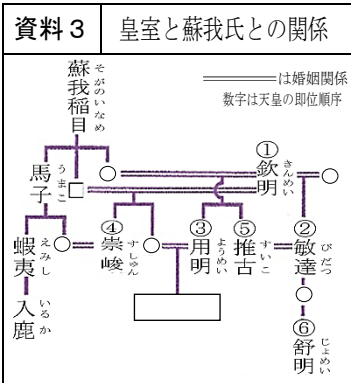 資料3
皇室と蘇我氏との関係
═は婚姻関係
数字は天皇の即位順序
蘇我稲目
そがのいなめ
①欽明
きんめい
馬子
うまこ
④崇峻
すしゅん
③用明
ようめい
⑤推古
すいこ
②敏達
びだつ
蝦夷
えみし
入鹿
いるか
⑥舒明
じょめい